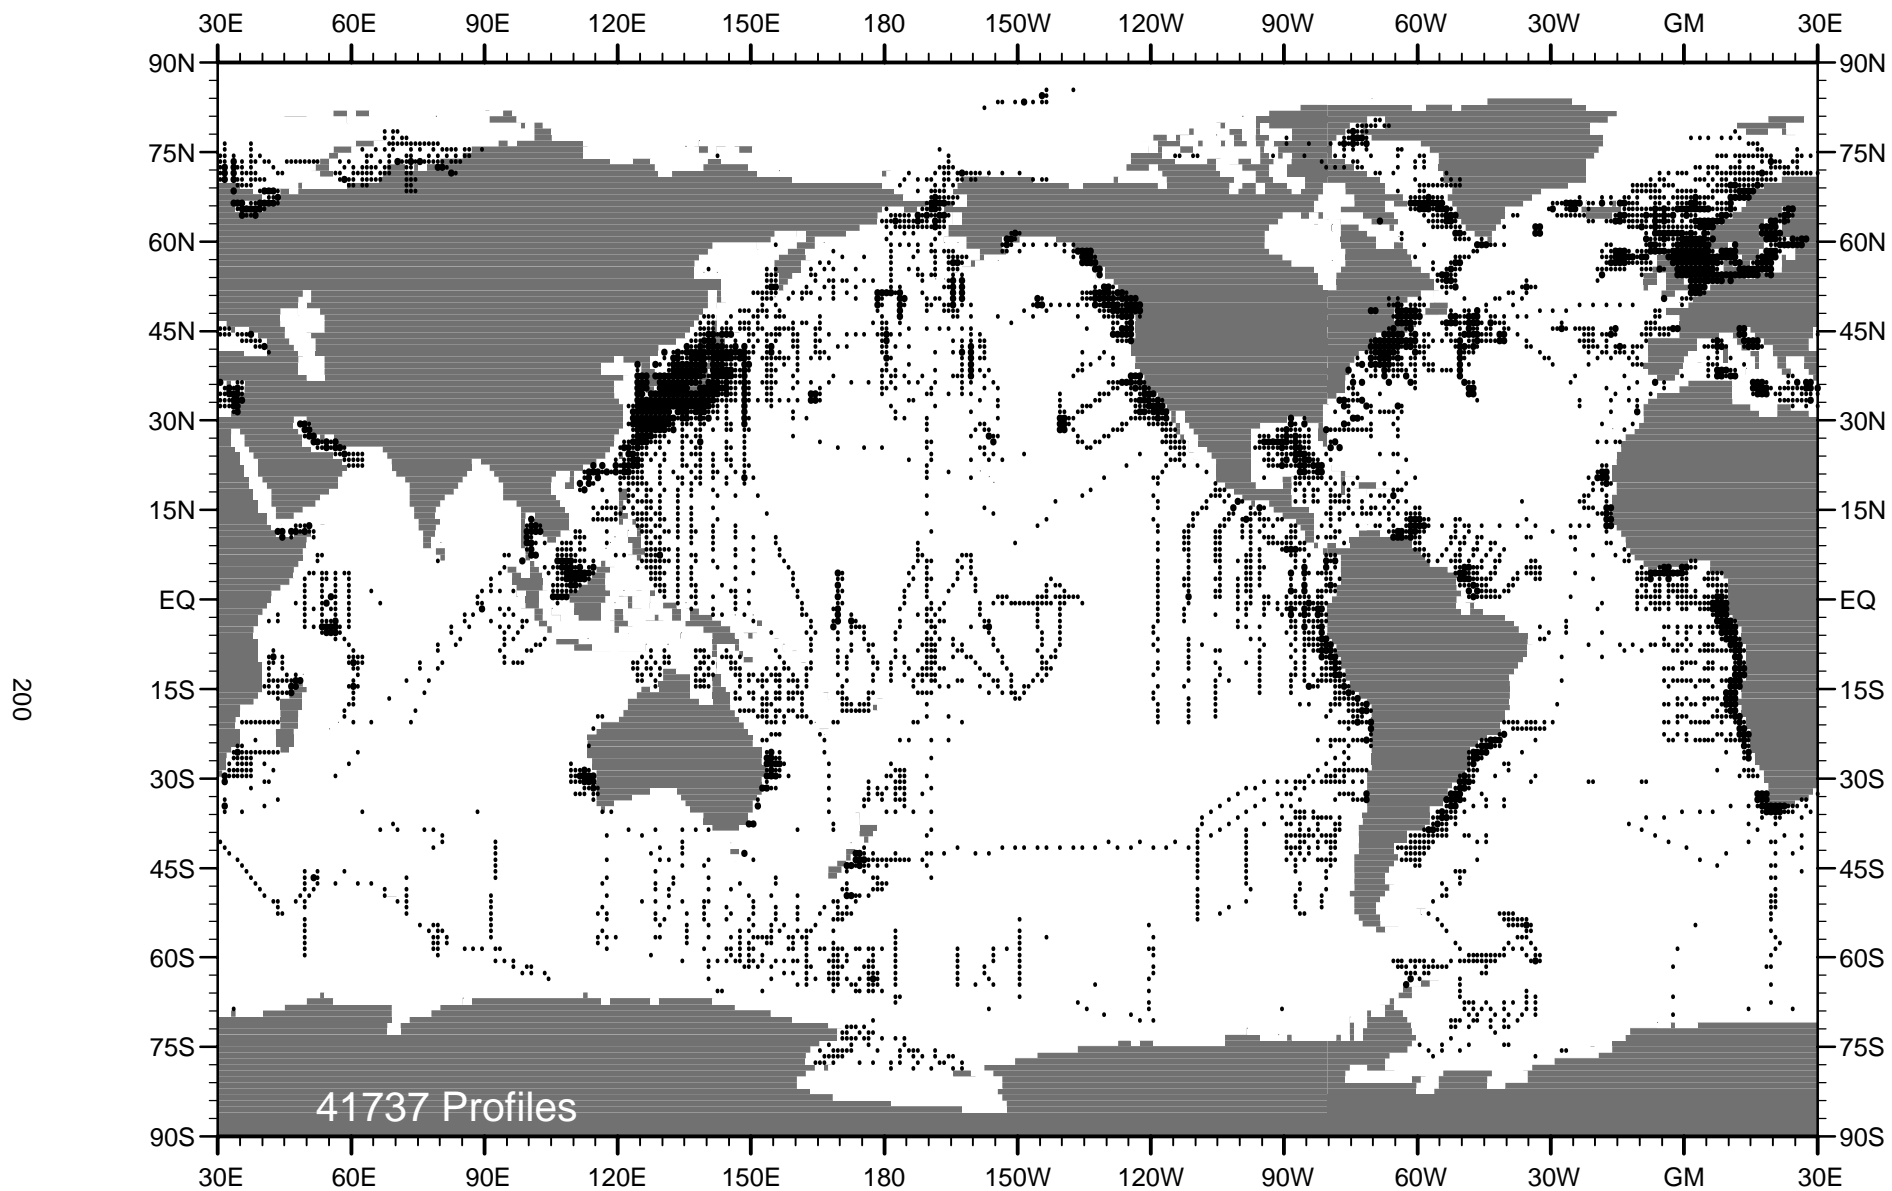 30E 60E 90E 120E 150E 180 150W 120W 90W 60W 30W GM 30E
90N 90N
75N 75N
60N 60N
45N 45N
30N 30N
15N 15N
EQ EQ
15S 15S
200
30S 30S
45S 45S
60S 60S
75S 75S
41737 Profiles
90S 90S
30E 60E 90E 120E 150E 180 150W 120W 90W 60W 30W GM 30E